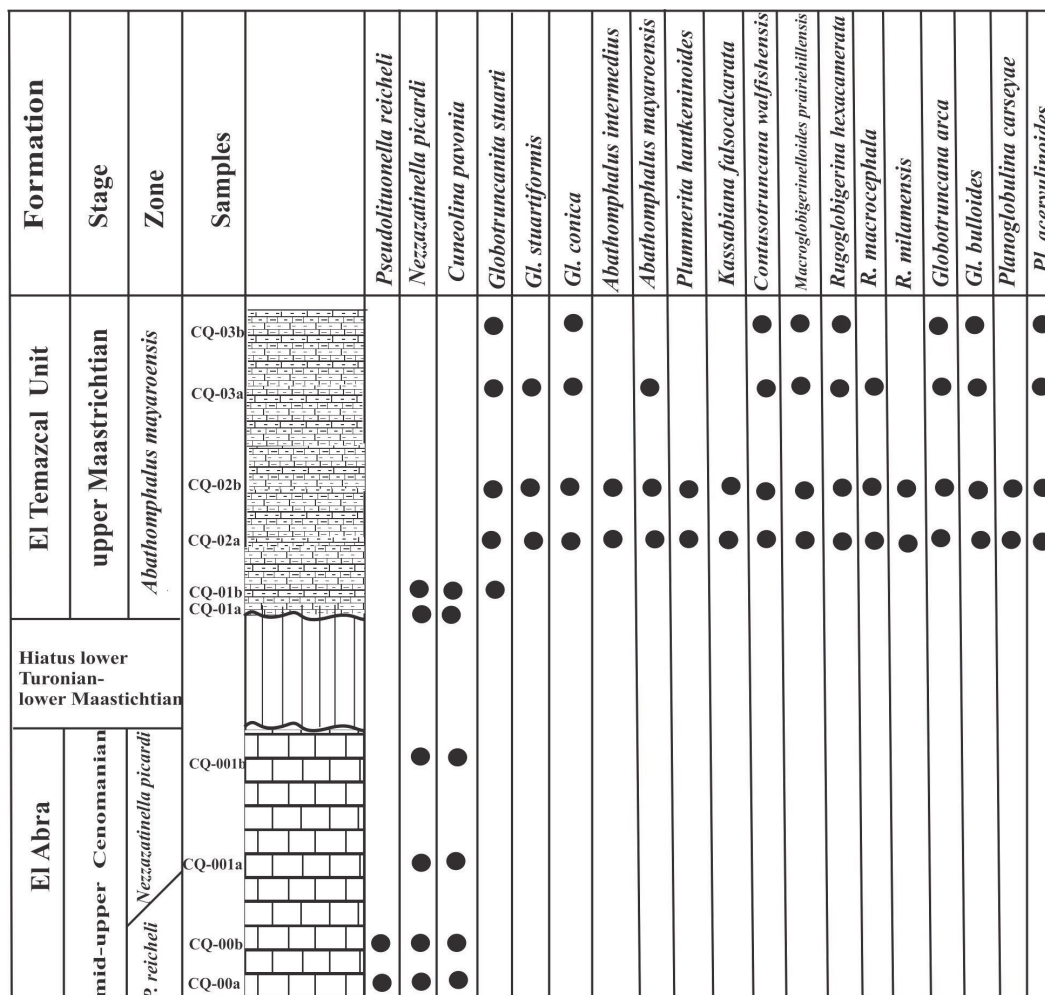 Formation
Stage
Zone
Samples
Pseudolituonella reicheli
Nezzazatinella picardi
Cuneolina pavonia
Globotruncanita stuarti
Gl. stuartiformis
Gl. conica
Abathomphalus intermedius
Abathomphalus mayaroensis
Plummerita hantkeninoides
Kassabiana falsocalcarata
Contusotruncana walfishensis
Macroglobigerinelloides prairiehillensis
Rugoglobigerina hexacamerata
R. macrocephala
R. milamensis
Globotruncana arca
Gl. bulloides
Planoglobulina carseyae
Pl. acervulinoides
El Temazcal Unit
upper Maastrichtian
Abathomphalus mayaroensis
CQ-03b
CQ-03a
CQ-02b
CQ-02a
CQ-01b
CQ-01a
Hiatus lower
Turonian-
lower Maastichtian
El Abra
mid-upper Cenomanian
Nezzazatinella picardi
P. reicheli
CQ-001b
CQ-001a
CQ-00b
CQ-00a